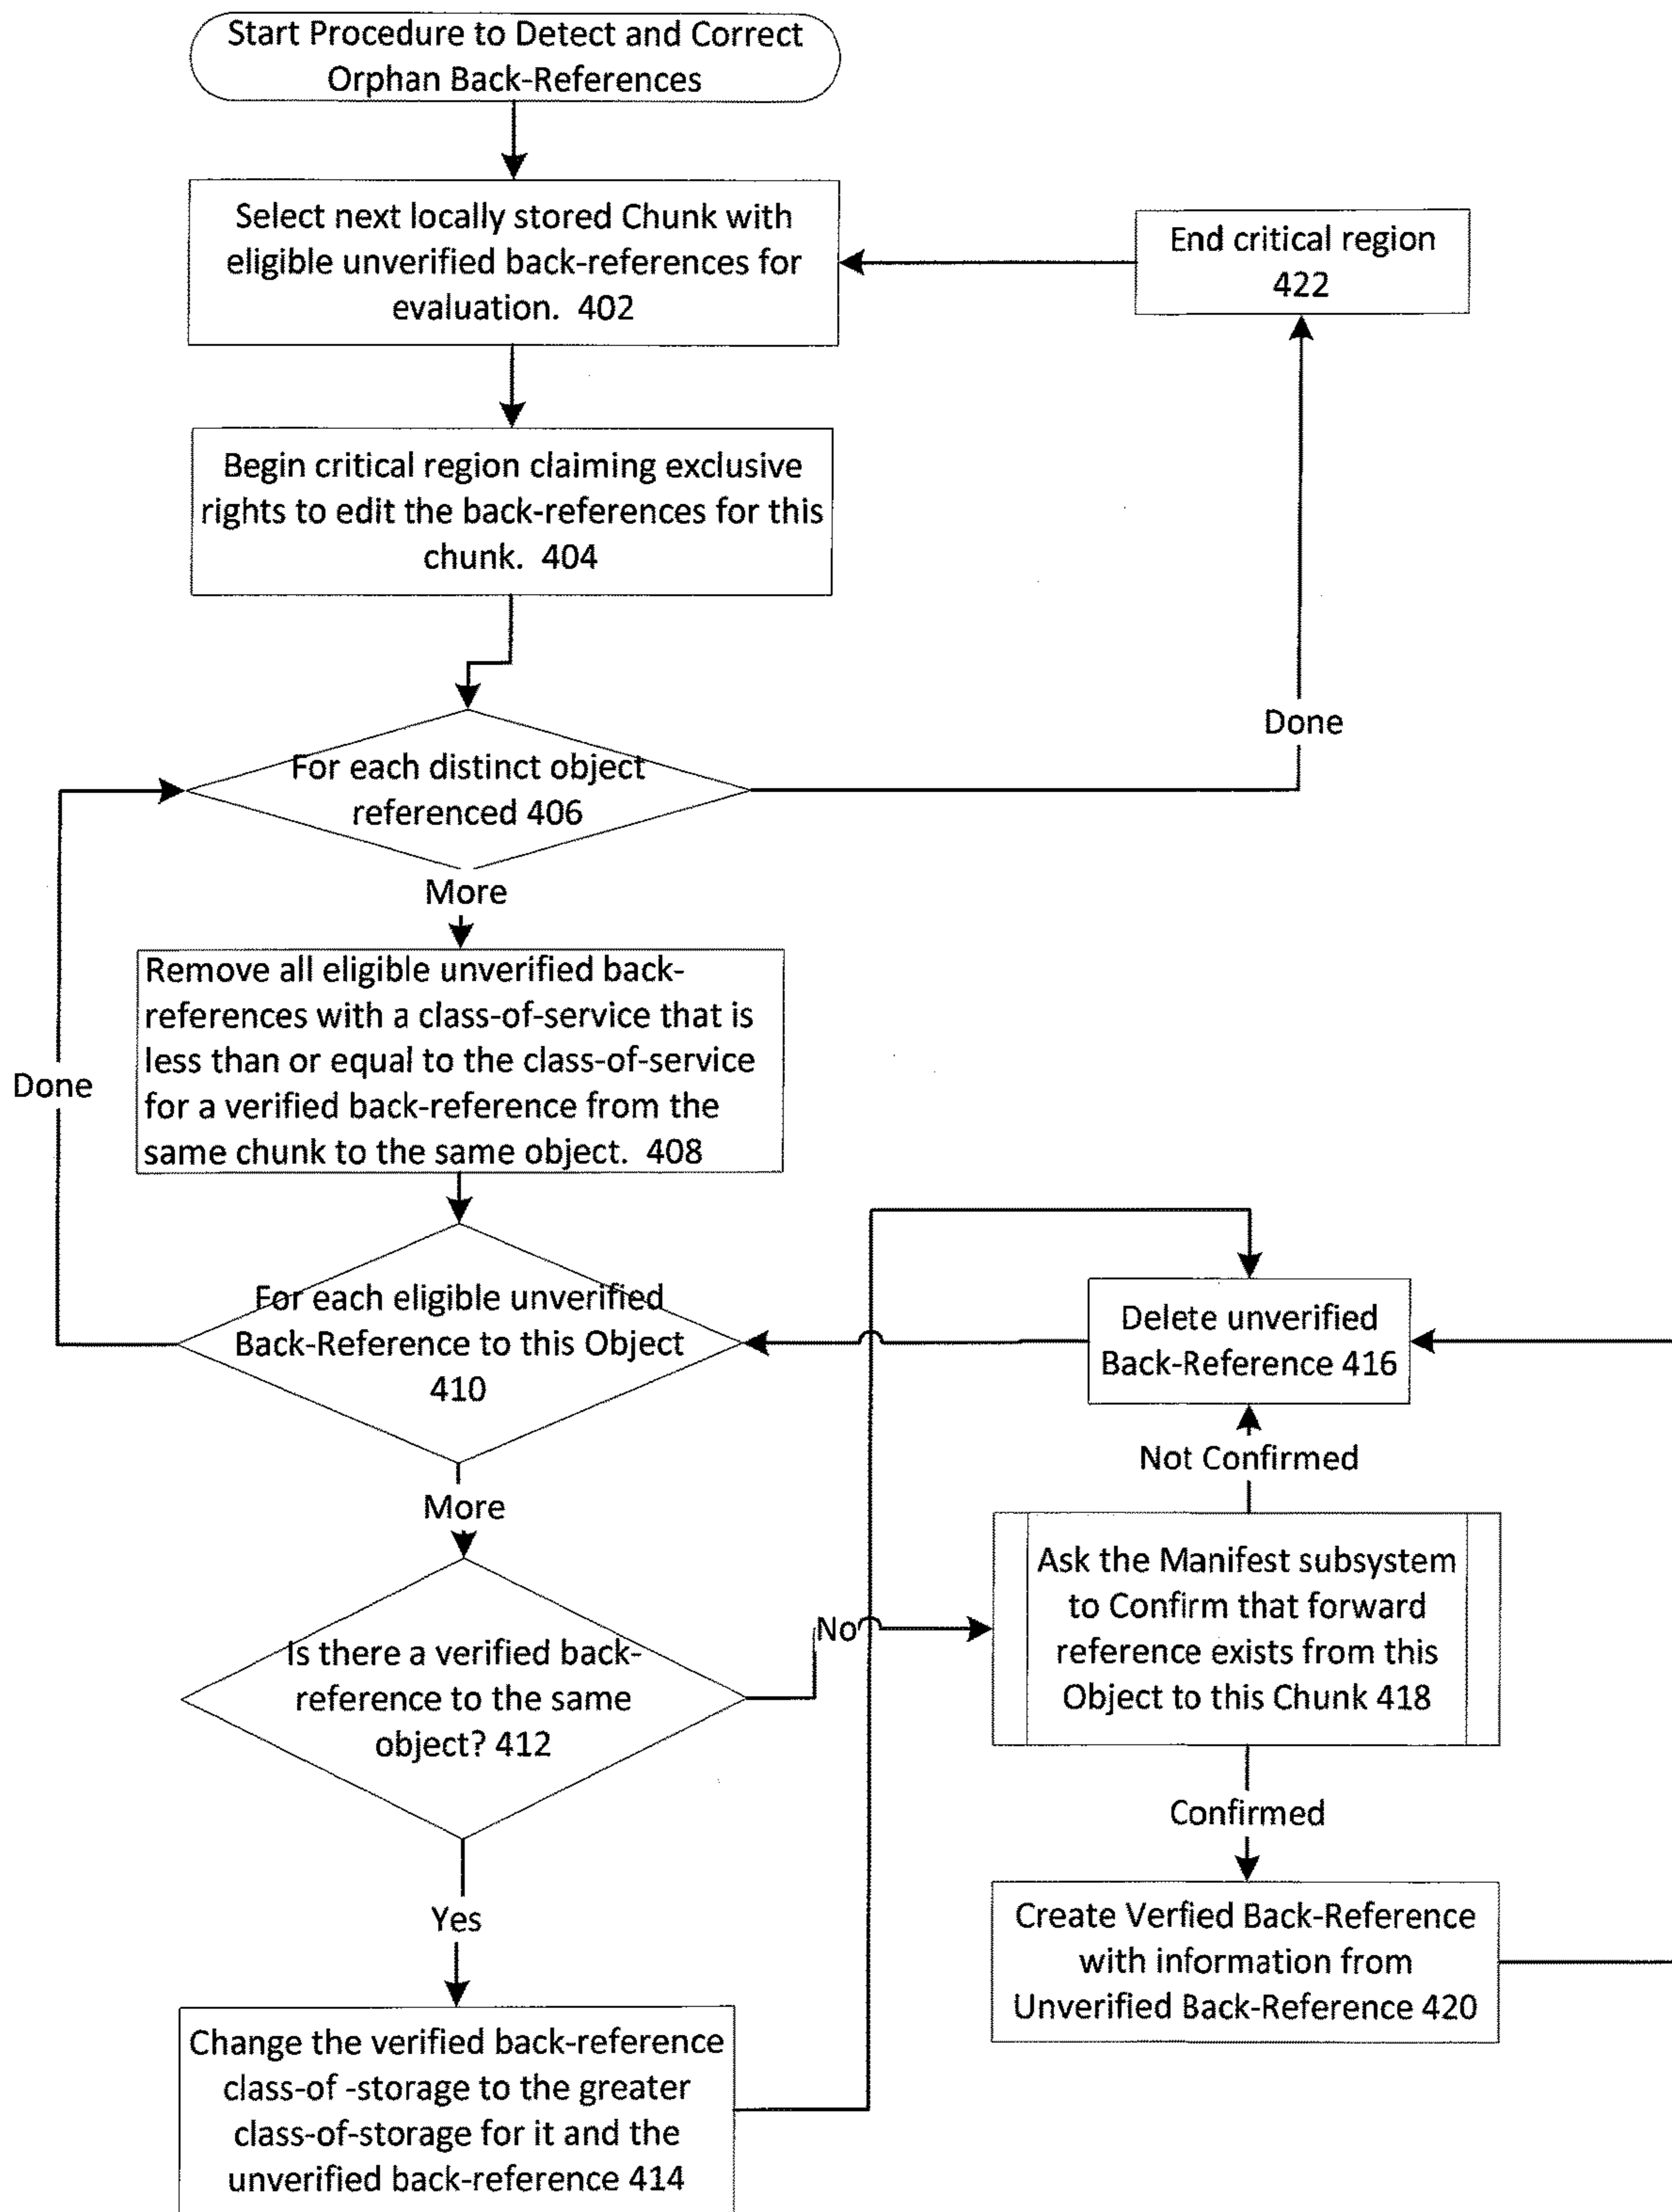 Start Procedure to Detect and Correct
Orphan Back-References
Select next locally stored Chunk with
eligible unverified back-references for
evaluation. 402
End critical region
422
Begin critical region claiming exclusive
rights to edit the back-references for this
chunk. 404
Done
For each distinct object
referenced 406
More
Remove all eligible unverified back-
references with a class-of-service that is
less than or equal to the class-of-service
for a verified back-reference from the
same chunk to the same object. 408
Done
For each eligible unverified
Back-Reference to this Object
410
Delete unverified
Back-Reference 416
Not Confirmed
More
Ask the Manifest subsystem
to Confirm that forward
reference exists from this
Object to this Chunk 418
No
Is there a verified back-
reference to the same
object? 412
Confirmed
Yes
Create Verfied Back-Reference
with information from
Unverified Back-Reference 420
Change the verified back-reference
class-of -storage to the greater
class-of-storage for it and the
unverified back-reference 414